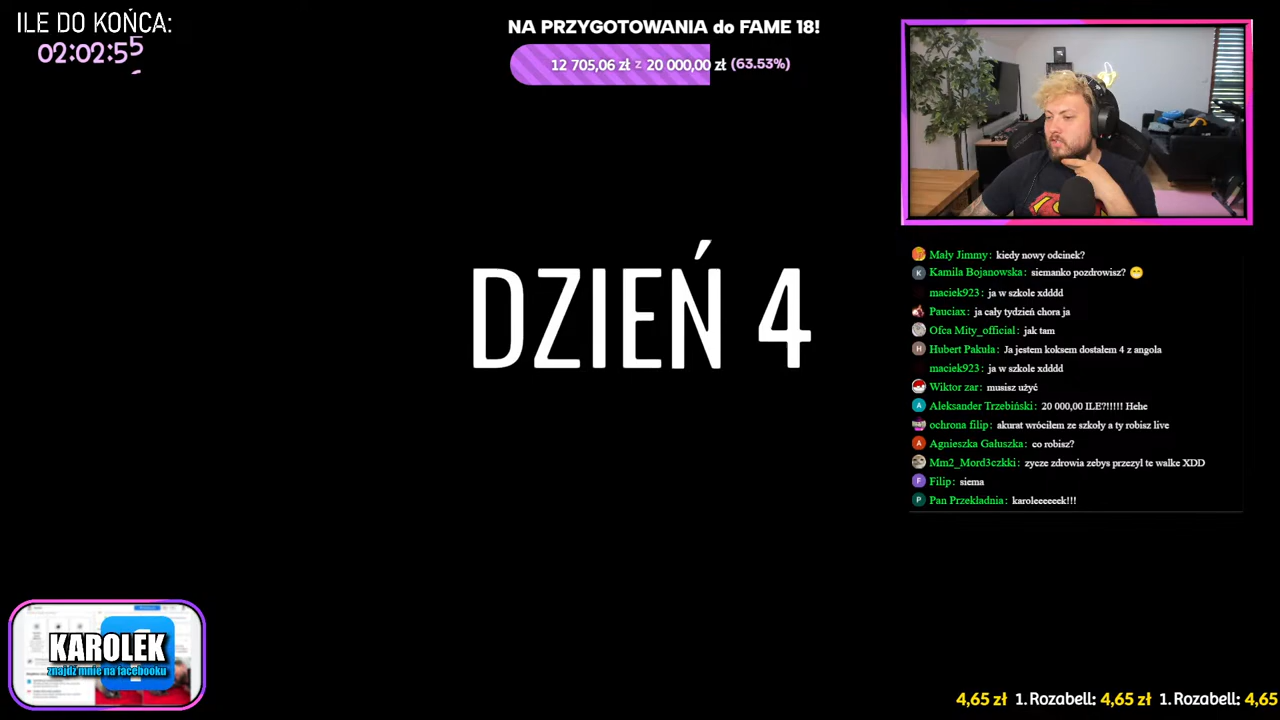 ILE DO KOŃCA:
02:02:55
NA PRZYGOTOWANIA do FAME 18!
12 705,06 zł z 20 000,00 zł (63.53%)
DZIEŃ 4
Mały Jimmy: kiedy nowy odcinek?
Kamila Bojanowska: siemanko pozdrowisz? 😁
maciek923: ja w szkole xdddd
Pauciax: ja cały tydzień chora ja
Ofca Mity_official: jak tam
Hubert Pakuła: Ja jestem koksem dostałem 4 z angola
maciek923: ja w szkole xdddd
Wiktor zar: musisz użyć
Aleksander Trzebiński: 20 000,00 ILE?!!!!! Hehe
ochrona filip: akurat wróciłem ze szkoły a ty robisz live
Agnieszka Gałuszka: co robisz?
Mm2_Mord3czkki: zycze zdrowia zebys przezyl te walke XDD
Filip: siema
Pan Przekładnia: karoleeeeeek!!!
KAROLEK
znajdź mnie na facebooku
4,65 zł 1. Rozabell: 4,65 zł 1. Rozabell: 4,65